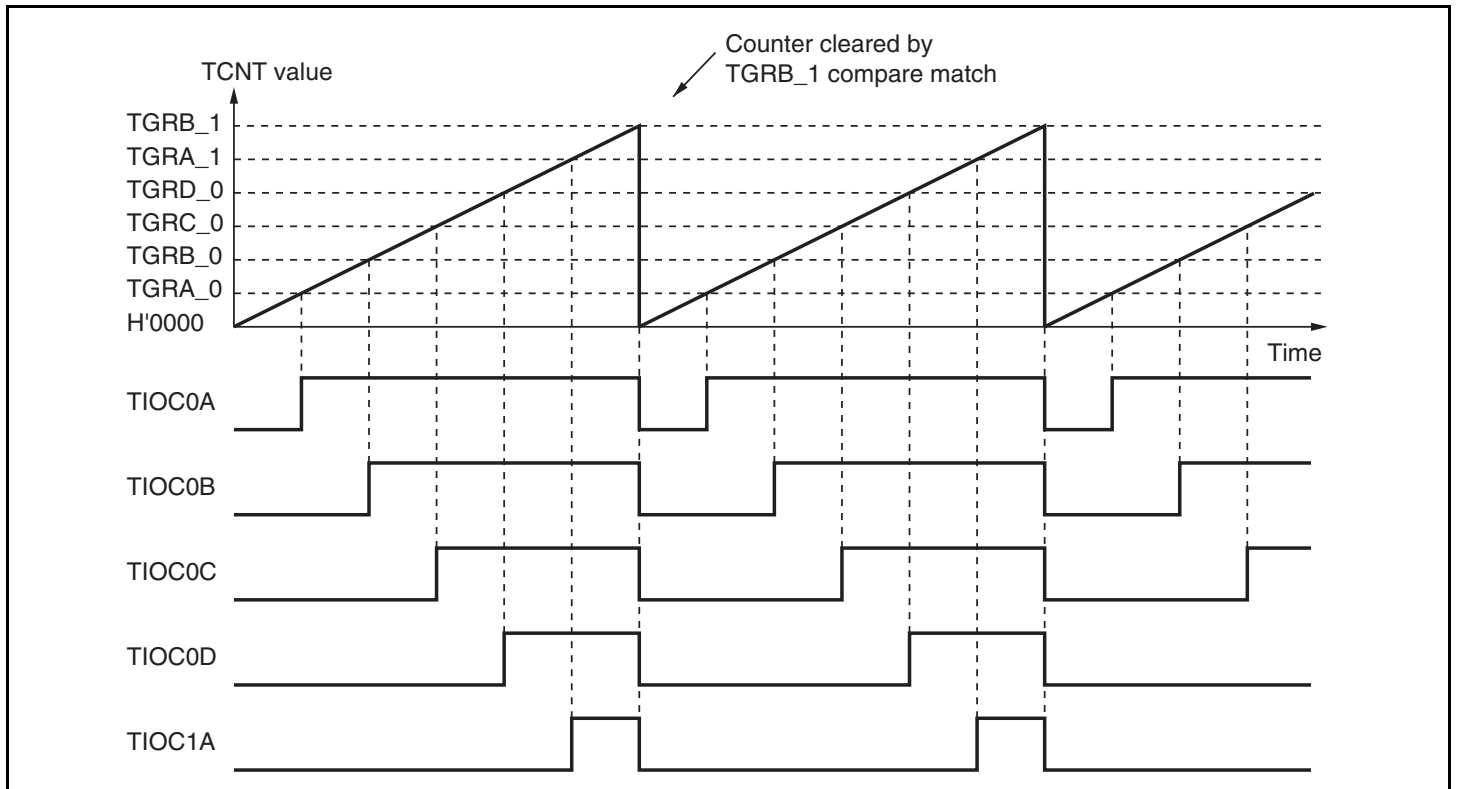 Counter cleared by
TGRB_1 compare match
TCNT value
TGRB_1
TGRA_1
TGRD_0
TGRC_0
TGRB_0
TGRA_0
H'0000
Time
TIOC0A
TIOC0B
TIOC0C
TIOC0D
TIOC1A